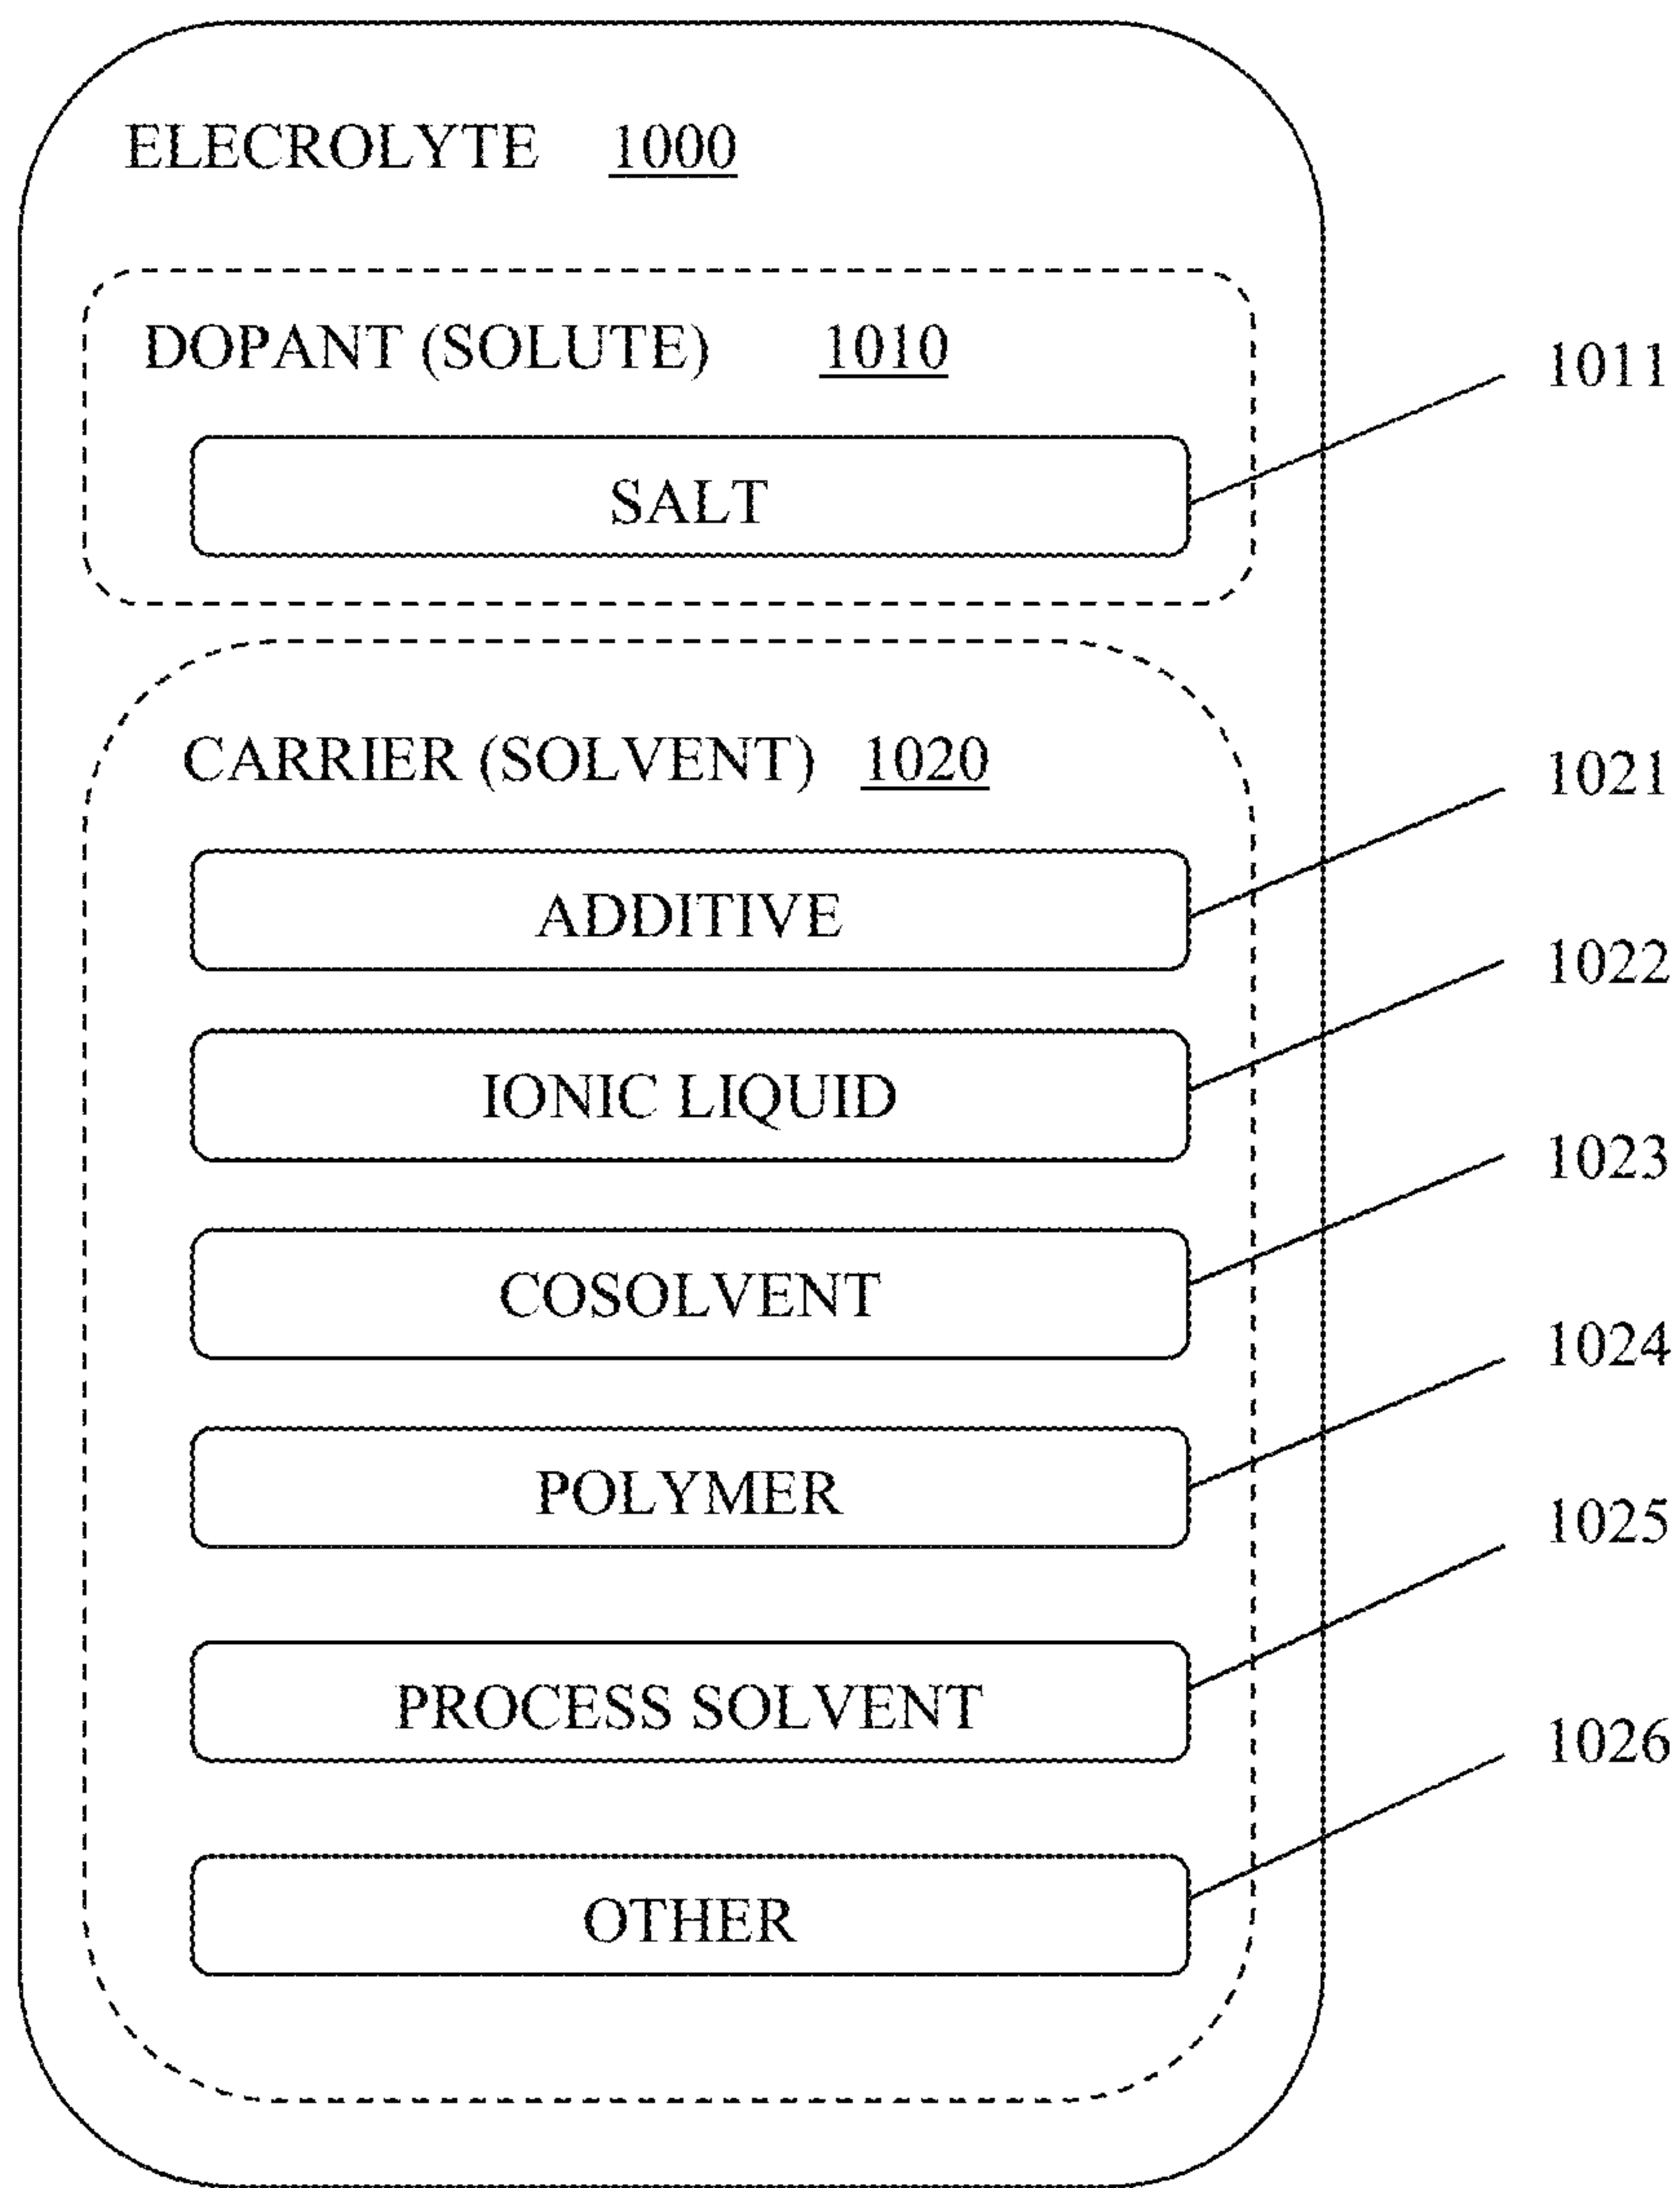 ELECROLYTE 1000
DOPANT (SOLUTE) 1010
1011
SALT
CARRIER (SOLVENT) 1020
1021
ADDITIVE
1022
IONIC LIQUID
1023
COSOLVENT
1024
POLYMER
1025
PROCESS SOLVENT
1026
OTHER